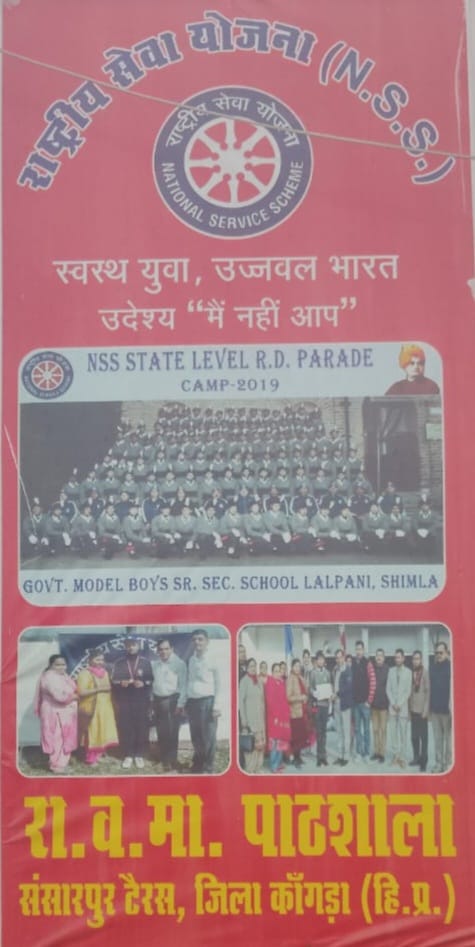 राष्ट्रीय सेवा योजना (N.S.S.)
राष्ट्रीय सेवा योजना
NATIONAL SERVICE SCHEME
स्वस्थ युवा, उज्जवल भारत
उदेश्य “मैं नहीं आप”
NSS STATE LEVEL R.D. PARADE
CAMP-2019
GOVT. MODEL BOYS SR. SEC. SCHOOL LALPANI, SHIMLA
रा.व.मा. पाठशाला
संसारपुर टैरस, जिला काँगड़ा (हि.प्र.)